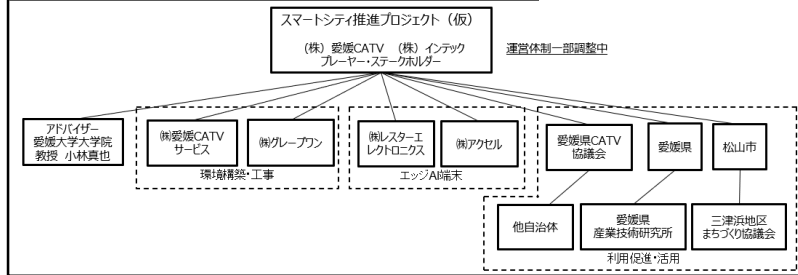 スマートシティ推進プロジェクト（仮）
（株）愛媛CATV　（株）インテック
プレーヤー・ステークホルダー
運営体制一部調整中
アドバイザー
愛媛大学大学院
教授 小林真也
㈱愛媛CATV
サービス
㈱グレープワン
環境構築・工事
㈱レスターエ
レクトロニクス
㈱アクセル
エッジAI端末
愛媛県CATV
協議会
愛媛県
松山市
他自治体
愛媛県
産業技術研究所
三津浜地区
まちづくり協議会
利用促進・活用